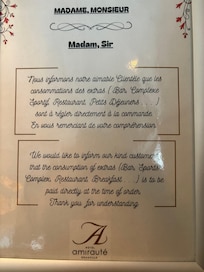 MADAME, MONSIEUR
Madam, Sir
Nous informons notre aimable Clientèle que les
consommations des extras ( Bar, Complexe
Sportif, Restaurant, Petits Déjeuners ..... )
sont à régler directement à la commande.
En vous remerciant de votre compréhension.
We would like to inform our kind customers
that the consumption of extras (Bar, Sports
Complex, Restaurant, Breakfast .....) is to be
paid directly at the time of order.
Thank you for understanding.
A
HOTEL
amirauté